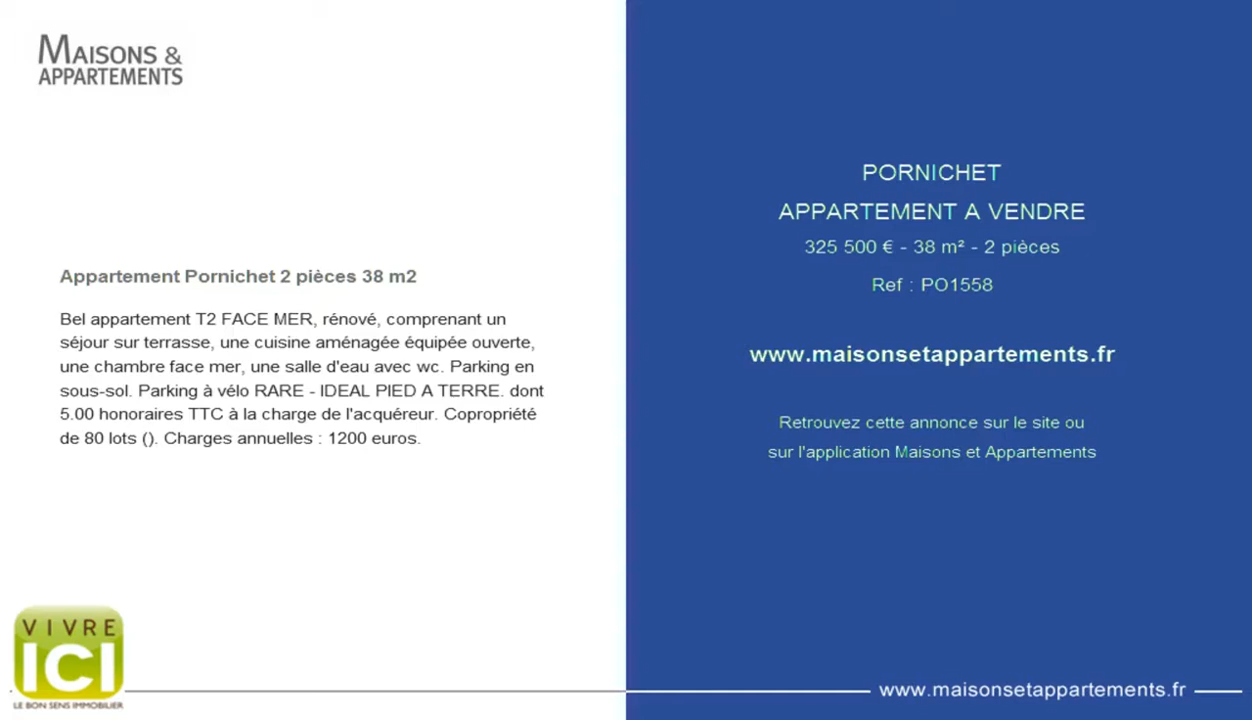 MAISONS &
APPARTEMENTS
Appartement Pornichet 2 pièces 38 m2
Bel appartement T2 FACE MER, rénové, comprenant un
séjour sur terrasse, une cuisine aménagée équipée ouverte,
une chambre face mer, une salle d'eau avec wc. Parking en
sous-sol. Parking à vélo RARE - IDEAL PIED A TERRE. dont
5.00 honoraires TTC à la charge de l'acquéreur. Copropriété
de 80 lots (). Charges annuelles : 1200 euros.
VIVRE
ICI
LE BON SENS IMMOBILIER
PORNICHET
APPARTEMENT A VENDRE
325 500 € - 38 m² - 2 pièces
Ref : PO1558
www.maisonsetappartements.fr
Retrouvez cette annonce sur le site ou
sur l'application Maisons et Appartements
www.maisonsetappartements.fr